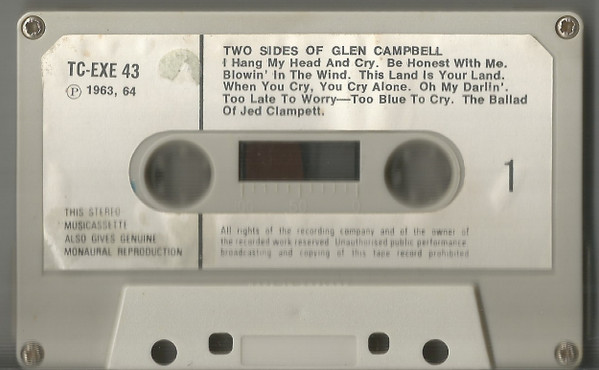 TC-EXE 43
Ⓟ 1963, 64
TWO SIDES OF GLEN CAMPBELL
I Hang My Head And Cry. Be Honest With Me.
Blowin' In The Wind. This Land Is Your Land.
When You Cry, You Cry Alone. Oh My Darlin'.
Too Late To Worry—Too Blue To Cry. The Ballad
Of Jed Clampett.
1
THIS STEREO
MUSICASSETTE
ALSO GIVES GENUINE
MONAURAL REPRODUCTION
All rights of the recording company and of the owner of
the recorded work reserved. Unauthorised public performance
broadcasting and copying of this tape record prohibited